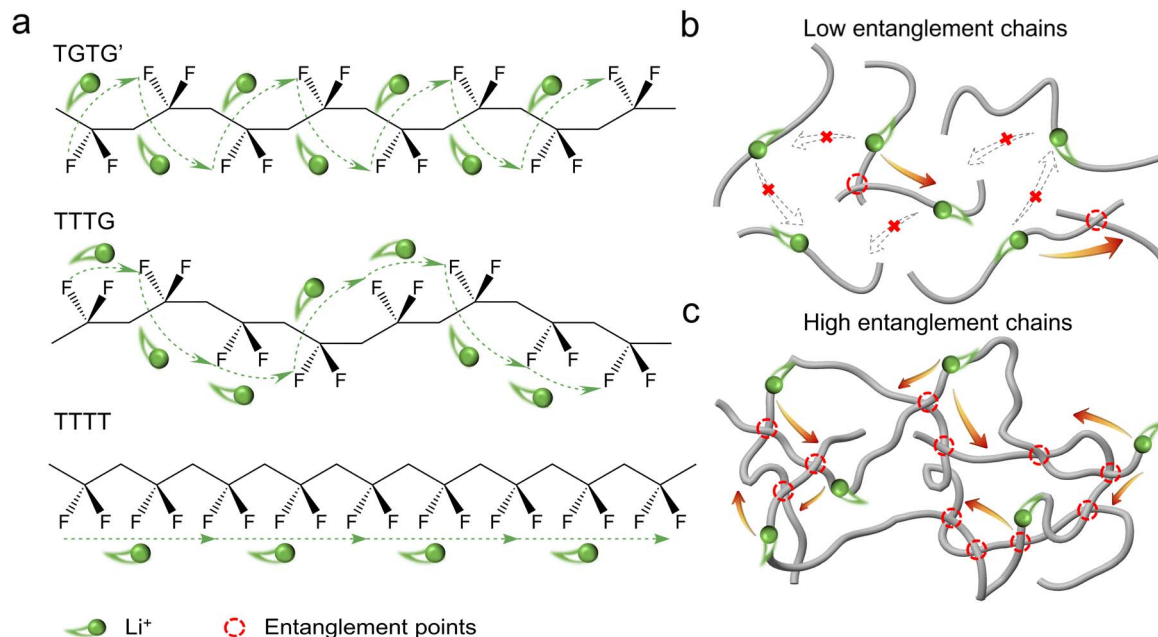 a
TGTG'
F F F F F F F F
F F F F F F F F
TTTG
F F F F F F F F
F F F F F F F F
TTTT
F F F F F F F F F F F F F F F F
Li+
Entanglement points
b
Low entanglement chains
c
High entanglement chains